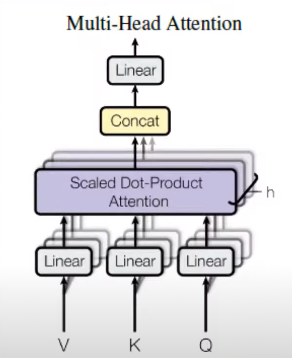 Multi-Head Attention
Linear
Concat
Scaled Dot-Product
Attention
h
Linear Linear Linear
V K Q